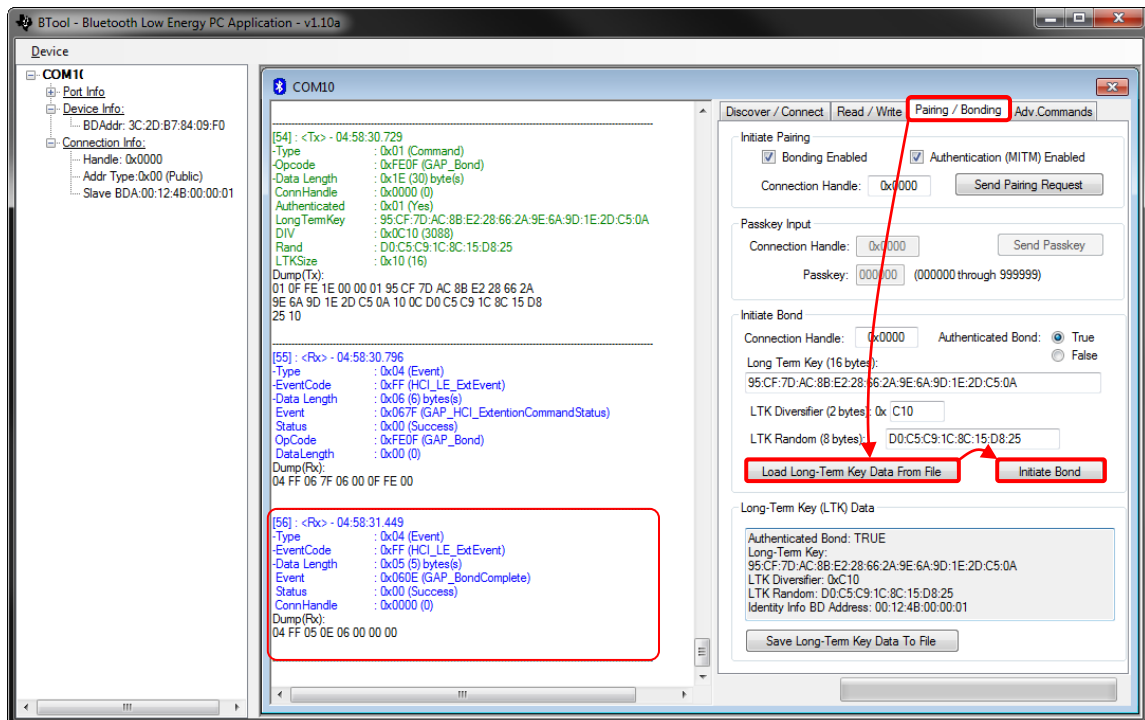 BTool - Bluetooth Low Energy PC Application - v1.10a
Device
COM1(
Port Info
Device Info:
BDAddr: 3C:2D:B7:84:09:F0
Connection Info:
Handle: 0x0000
Addr Type:0x00 (Public)
Slave BDA:00:12:4B:00:00:01
COM10
[54] : <Tx> - 04:58:30.729
-Type : 0x01 (Command)
-Opcode : 0xFE0F (GAP_Bond)
-Data Length : 0x1E (30) byte(s)
ConnHandle : 0x0000 (0)
Authenticated : 0x01 (Yes)
LongTermKey : 95:CF:7D:AC:8B:E2:28:66:2A:9E:6A:9D:1E:2D:C5:0A
DIV : 0x0C10 (3088)
Rand : D0:C5:C9:1C:8C:15:D8:25
LTKSize : 0x10 (16)
Dump(Tx):
01 0F FE 1E 00 00 01 95 CF 7D AC 8B E2 28 66 2A
9E 6A 9D 1E 2D C5 0A 10 0C D0 C5 C9 1C 8C 15 D8
25 10
[55] : <Rx> - 04:58:30.796
-Type : 0x04 (Event)
-EventCode : 0xFF (HCI_LE_ExtEvent)
-Data Length : 0x06 (6) bytes(s)
Event : 0x067F (GAP_HCI_ExtentionCommandStatus)
Status : 0x00 (Success)
OpCode : 0xFE0F (GAP_Bond)
DataLength : 0x00 (0)
Dump(Rx):
04 FF 06 7F 06 00 0F FE 00
[56] : <Rx> - 04:58:31.449
-Type : 0x04 (Event)
-EventCode : 0xFF (HCI_LE_ExtEvent)
-Data Length : 0x05 (5) bytes(s)
Event : 0x060E (GAP_BondComplete)
Status : 0x00 (Success)
ConnHandle : 0x0000 (0)
Dump(Rx):
04 FF 05 0E 06 00 00 00
Discover / Connect Read / Write Pairing / Bonding Adv.Commands
Initiate Pairing
Bonding Enabled Authentication (MITM) Enabled
Connection Handle: 0x0000 Send Pairing Request
Passkey Input
Connection Handle: 0x0000 Send Passkey
Passkey: 000000 (000000 through 999999)
Initiate Bond
Connection Handle: 0x0000 Authenticated Bond: True
False
Long Term Key (16 bytes):
95:CF:7D:AC:8B:E2:28:66:2A:9E:6A:9D:1E:2D:C5:0A
LTK Diversifier (2 bytes): 0x C10
LTK Random (8 bytes): D0:C5:C9:1C:8C:15:D8:25
Load Long-Term Key Data From File Initiate Bond
Long-Term Key (LTK) Data
Authenticated Bond: TRUE
Long-Term Key:
95:CF:7D:AC:8B:E2:28:66:2A:9E:6A:9D:1E:2D:C5:0A
LTK Diversifier: 0xC10
LTK Random: D0:C5:C9:1C:8C:15:D8:25
Identity Info BD Address: 00:12:4B:00:00:01
Save Long-Term Key Data To File